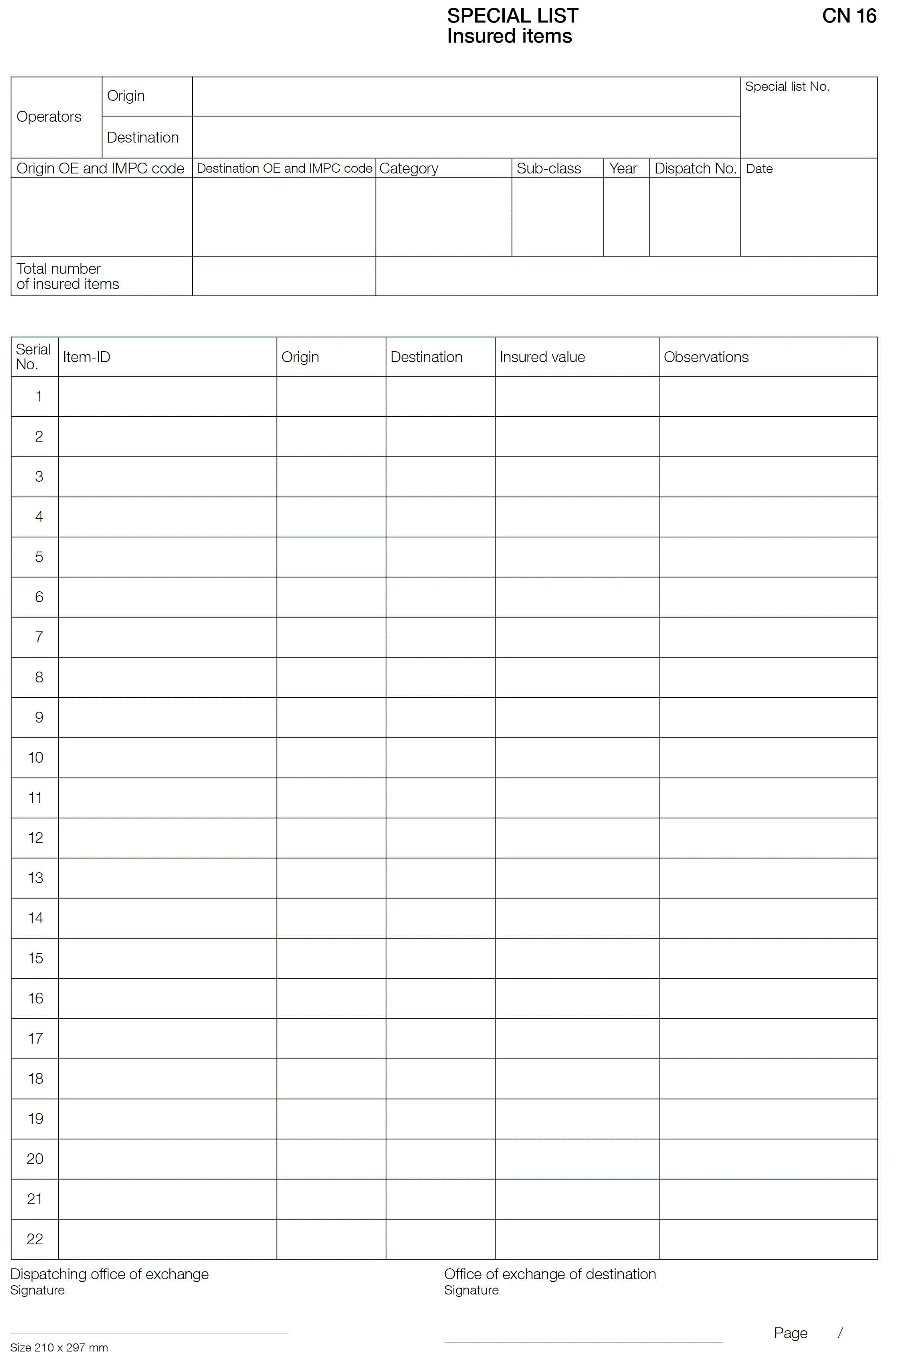 SPECIAL LIST
CN 16
Insured items
Operators
Origin
Special list No.
Destination
Origin OE and IMPC code
Destination OE and IMPC code
Category
Sub-class
Year
Dispatch No.
Date
Total number
of insured items
Serial
No.
Item-ID
Origin
Destination
Insured value
Observations
1
2
3
4
5
6
7
8
9
10
11
12
13
14
15
16
17
18
19
20
21
22
Dispatching office of exchange
Signature
Office of exchange of destination
Signature
Page /
Size 210 x 297 mm